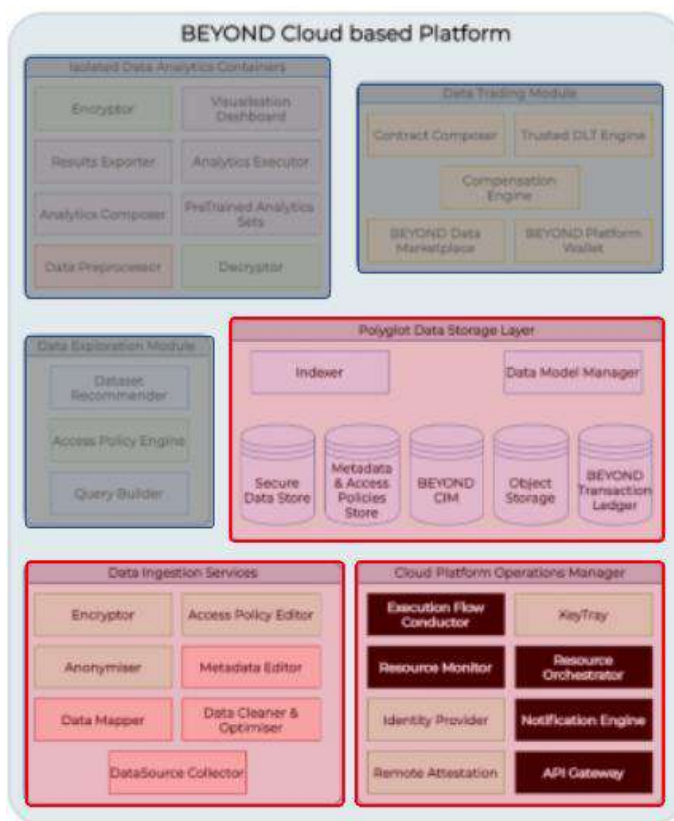 BEYOND Cloud based Platform
Isolated Data Analytics Containers
Encryptor
Visualisation
Dashboard
Results Exporter
Analytics Executor
Analytics Composer
PreTrained Analytics
Sets
Data Preprocessor
Decryptor
Data Trading Module
Contract Composer
Trusted DLT Engine
Compensation
Engine
BEYOND Data
Marketplace
BEYOND Platform
Wallet
Data Exploration Module
Dataset
Recommender
Access Policy Engine
Query Builder
Polyglot Data Storage Layer
Indexer
Data Model Manager
Secure
Data Store
Metadata
& Access
Policies
Store
BEYOND
CIM
Object
Storage
BEYOND
Transaction
Ledger
Data Ingestion Services
Encryptor
Access Policy Editor
Anonymiser
Metadata Editor
Data Mapper
Data Cleaner &
Optimiser
DataSource Collector
Cloud Platform Operations Manager
Execution Flow
Conductor
KeyTray
Resource Monitor
Resource
Orchestrator
Identity Provider
Notification Engine
Remote Attestation
API Gateway